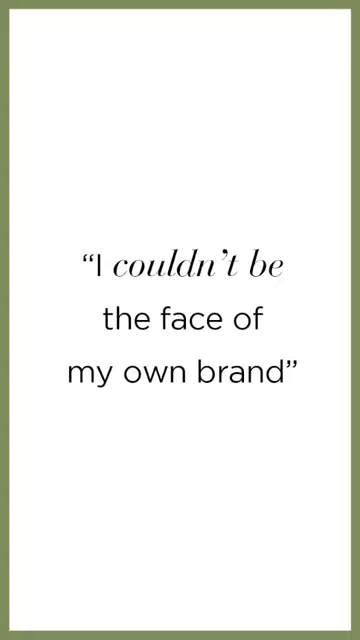 “I couldn’t be
the face of
my own brand”